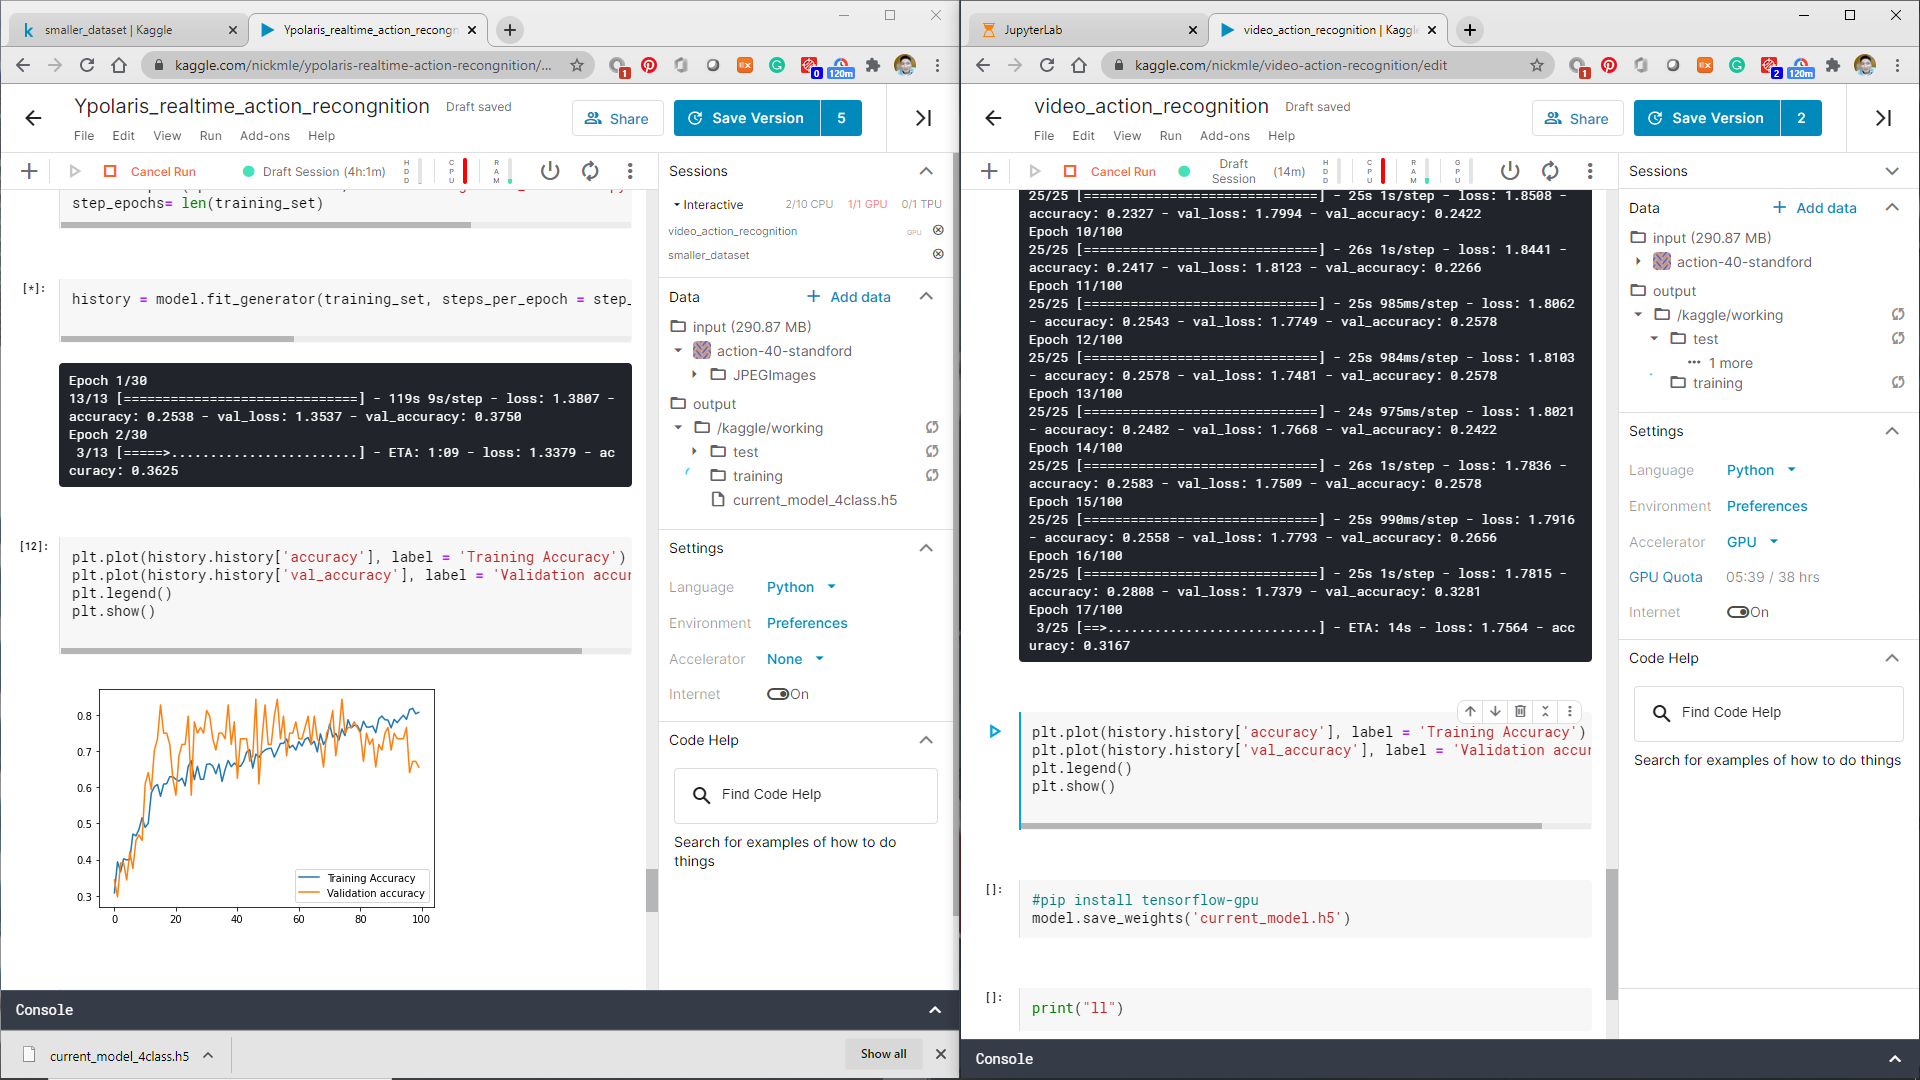 smaller_dataset | Kaggle
Ypolaris_realtime_action_recongn
kaggle.com/nickmle/ypolaris-realtime-action-recongnition/...
1
EX
0
120m
Ypolaris_realtime_action_recongnition
Draft saved
Share
Save Version
5
File Edit View Run Add-ons Help
Cancel Run
Draft Session (4h:1m)
HDD
CPU
RAM
step_epochs= len(training_set)
[*]:
history = model.fit_generator(training_set, steps_per_epoch = step_
Epoch 1/30
13/13 [==============================] - 119s 9s/step - loss: 1.3807 -
accuracy: 0.2538 - val_loss: 1.3537 - val_accuracy: 0.3750
Epoch 2/30
3/13 [=====>........................] - ETA: 1:09 - loss: 1.3379 - ac
curacy: 0.3625
[12]:
plt.plot(history.history['accuracy'], label = 'Training Accuracy')
plt.plot(history.history['val_accuracy'], label = 'Validation accur
plt.legend()
plt.show()
0.8
0.7
0.6
0.5
0.4
0.3
0 20 40 60 80 100
Training Accuracy
Validation accuracy
Sessions
Interactive 2/10 CPU 1/1 GPU 0/1 TPU
video_action_recognition GPU
smaller_dataset
Data
Add data
input (290.87 MB)
action-40-standford
JPEGImages
output
/kaggle/working
test
training
current_model_4class.h5
Settings
Language Python
Environment Preferences
Accelerator None
Internet On
Code Help
Find Code Help
Search for examples of how to do
things
Console
current_model_4class.h5
Show all
JupyterLab
video_action_recognition | Kaggle
kaggle.com/nickmle/video-action-recognition/edit
1
EX
2
120m
video_action_recognition
Draft saved
Share
Save Version
2
File Edit View Run Add-ons Help
Cancel Run
Draft
Session
(14m)
HDD
CPU
RAM
GPU
25/25 [==============================] - 25s 1s/step - loss: 1.8508 -
accuracy: 0.2327 - val_loss: 1.7994 - val_accuracy: 0.2422
Epoch 10/100
25/25 [==============================] - 26s 1s/step - loss: 1.8441 -
accuracy: 0.2417 - val_loss: 1.8123 - val_accuracy: 0.2266
Epoch 11/100
25/25 [==============================] - 25s 985ms/step - loss: 1.8062
- accuracy: 0.2543 - val_loss: 1.7749 - val_accuracy: 0.2578
Epoch 12/100
25/25 [==============================] - 25s 984ms/step - loss: 1.8103
- accuracy: 0.2578 - val_loss: 1.7481 - val_accuracy: 0.2578
Epoch 13/100
25/25 [==============================] - 24s 975ms/step - loss: 1.8021
- accuracy: 0.2482 - val_loss: 1.7668 - val_accuracy: 0.2422
Epoch 14/100
25/25 [==============================] - 26s 1s/step - loss: 1.7836 -
accuracy: 0.2583 - val_loss: 1.7509 - val_accuracy: 0.2578
Epoch 15/100
25/25 [==============================] - 25s 990ms/step - loss: 1.7916
- accuracy: 0.2558 - val_loss: 1.7793 - val_accuracy: 0.2656
Epoch 16/100
25/25 [==============================] - 25s 1s/step - loss: 1.7815 -
accuracy: 0.2808 - val_loss: 1.7379 - val_accuracy: 0.3281
Epoch 17/100
3/25 [==>...........................] - ETA: 14s - loss: 1.7564 - acc
uracy: 0.3167
plt.plot(history.history['accuracy'], label = 'Training Accuracy')
plt.plot(history.history['val_accuracy'], label = 'Validation accur
plt.legend()
plt.show()
[]:
#pip install tensorflow-gpu
model.save_weights('current_model.h5')
[]:
print("ll")
Sessions
Data
Add data
input (290.87 MB)
action-40-standford
output
/kaggle/working
test
1 more
training
Settings
Language Python
Environment Preferences
Accelerator GPU
GPU Quota 05:39 / 38 hrs
Internet On
Code Help
Find Code Help
Search for examples of how to do things
Console